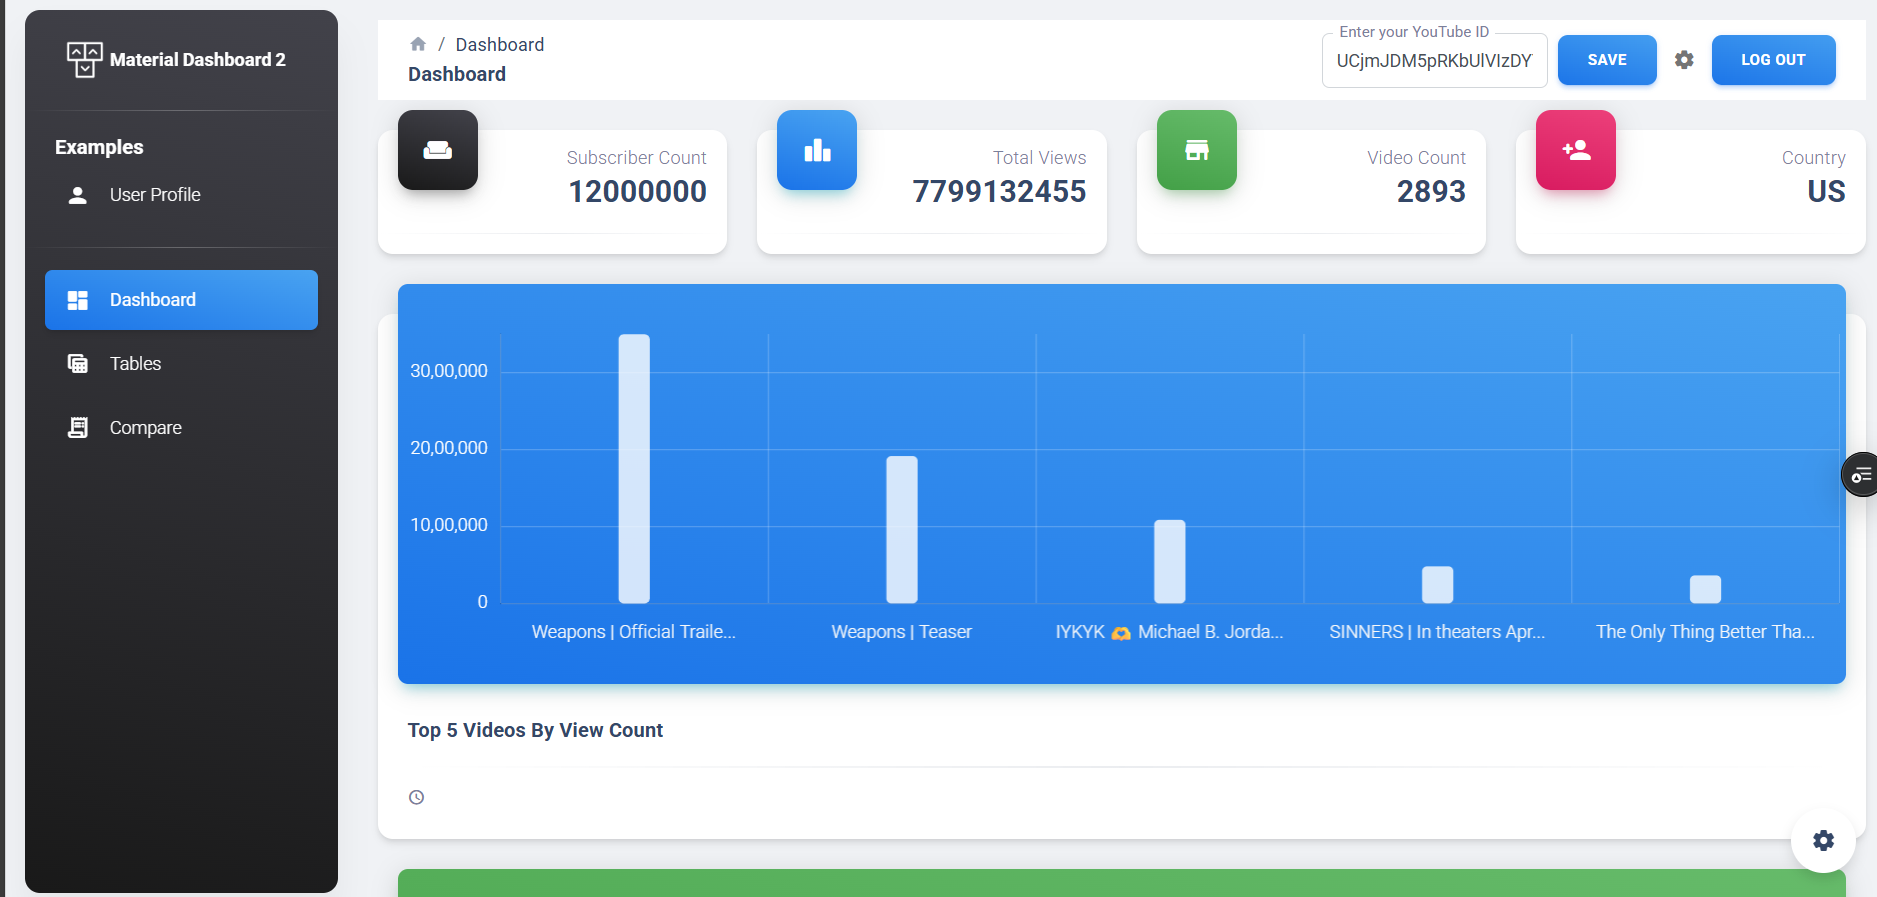 Material Dashboard 2
Examples
User Profile
Dashboard
Tables
Compare
/ Dashboard
Dashboard
Enter your YouTube ID
UCjmJDM5pRKbUlVIzDY
SAVE
LOG OUT
Subscriber Count
12000000
Total Views
7799132455
Video Count
2893
Country
US
30,00,000
20,00,000
10,00,000
0
Weapons | Official Traile...
Weapons | Teaser
IYKYK 🫶 Michael B. Jorda...
SINNERS | In theaters Apr...
The Only Thing Better Tha...
Top 5 Videos By View Count